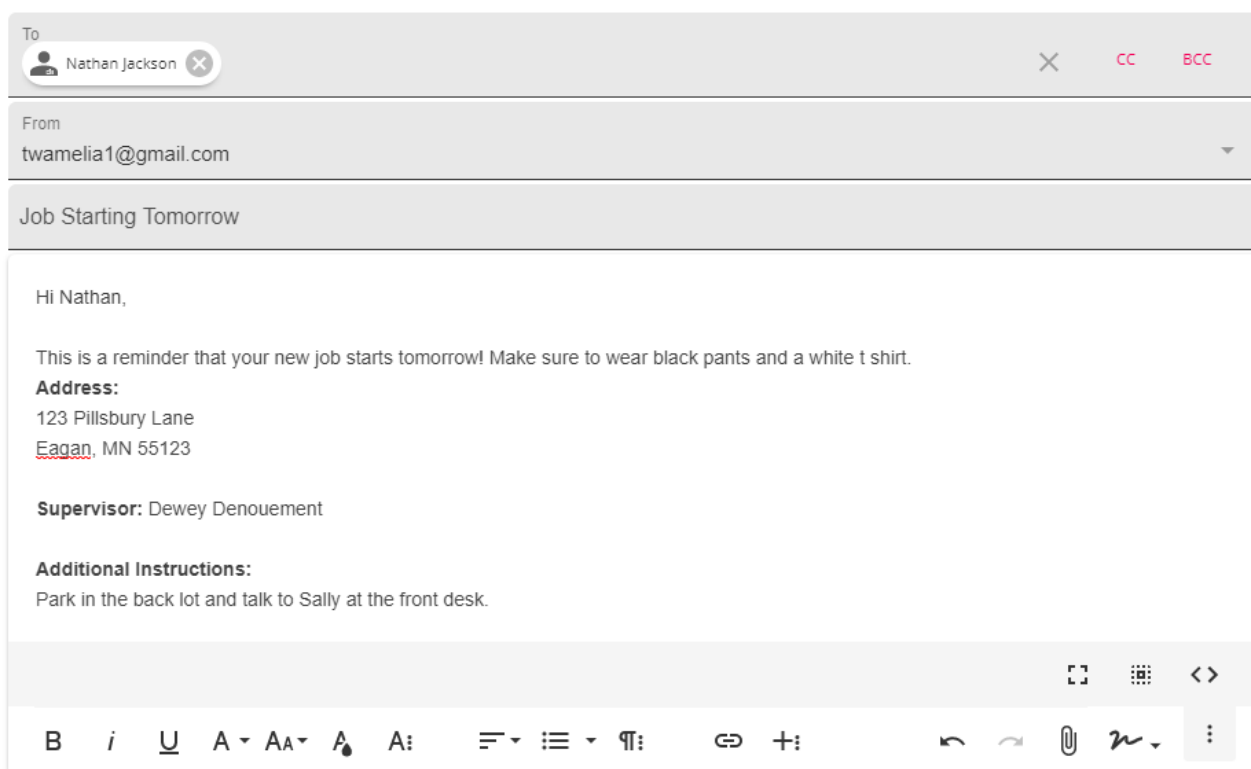 To
Nathan Jackson
CC BCC
From
twamelia1@gmail.com
Job Starting Tomorrow
Hi Nathan,
This is a reminder that your new job starts tomorrow! Make sure to wear black pants and a white t shirt.
Address:
123 Pillsbury Lane
Eagan, MN 55123
Supervisor: Dewey Denouement
Additional Instructions:
Park in the back lot and talk to Sally at the front desk.
B i U A AA A A